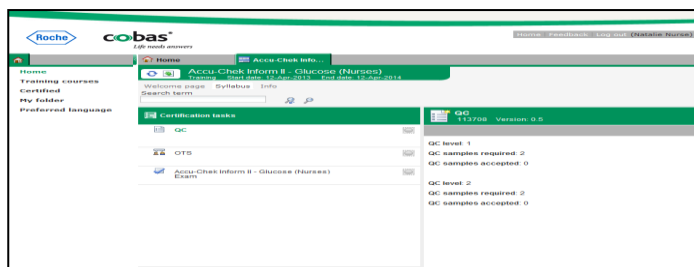 Roche
cobas®
Life needs answers
Home Feedback Log out (Natalie Nurse)
Home
Accu-Chek Info...
Home
Training courses
Certified
My folder
Preferred language
Accu-Chek Inform II - Glucose (Nurses)
Training Start date: 12-Apr-2013 End date: 12-Apr-2014
Welcome page Syllabus Info
Search term
Certification tasks
QC
OTS
Accu-Chek Inform II - Glucose (Nurses)
Exam
QC
113708 Version: 0.5
QC level: 1
QC samples required: 2
QC samples accepted: 0
QC level: 2
QC samples required: 2
QC samples accepted: 0